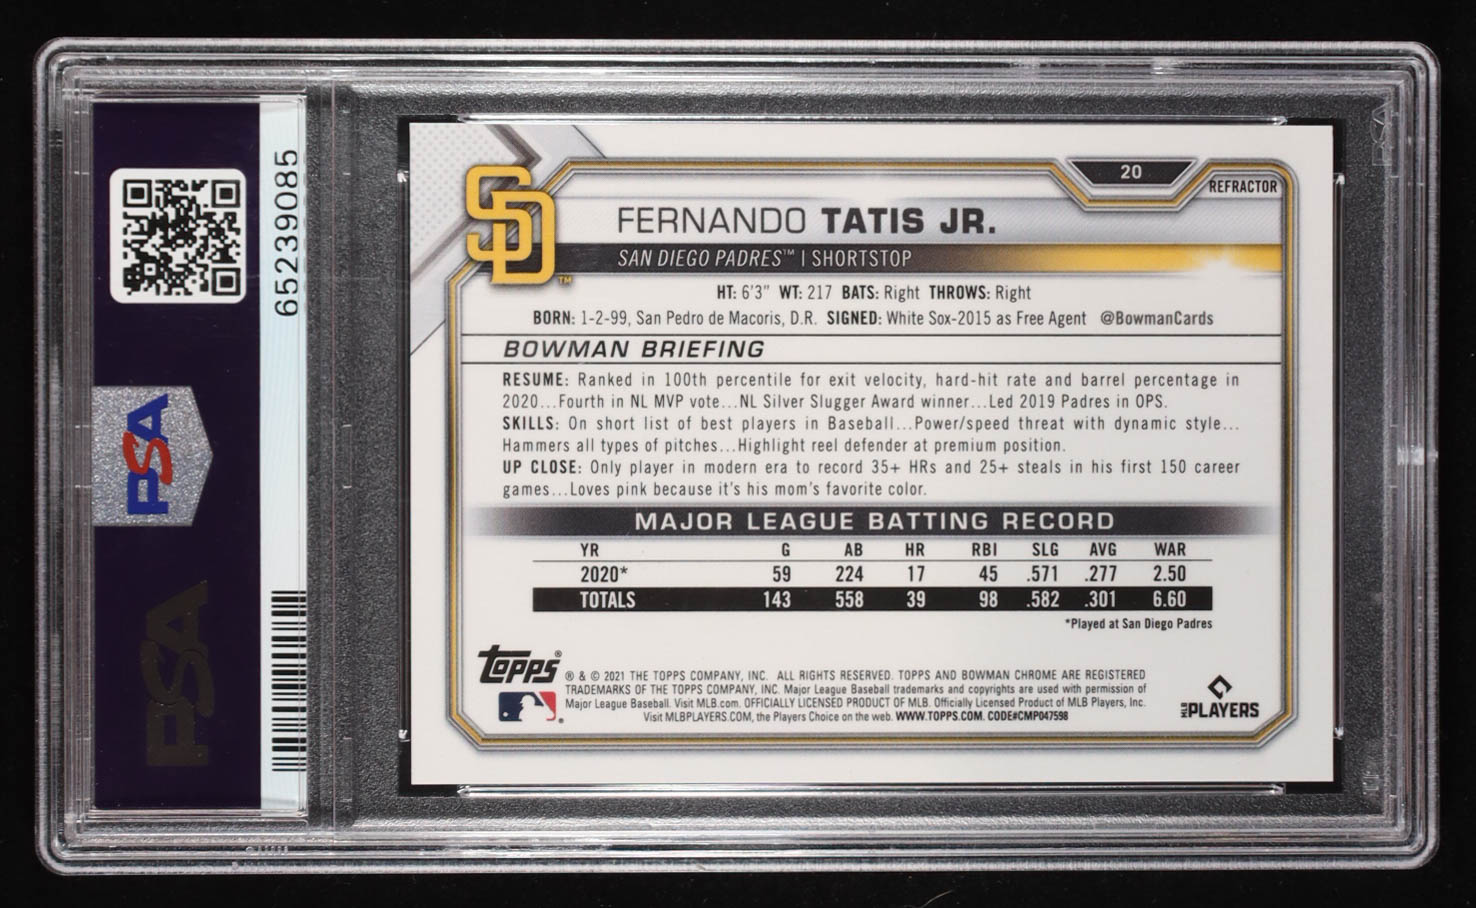 65239085
PSA
PSA
20
REFRACTOR
SD™
FERNANDO TATIS JR.
SAN DIEGO PADRES™ | SHORTSTOP
HT: 6'3" WT: 217 BATS: Right THROWS: Right
BORN: 1-2-99, San Pedro de Macoris, D.R. SIGNED: White Sox-2015 as Free Agent @BowmanCards
BOWMAN BRIEFING
RESUME: Ranked in 100th percentile for exit velocity, hard-hit rate and barrel percentage in
2020...Fourth in NL MVP vote...NL Silver Slugger Award winner...Led 2019 Padres in OPS.
SKILLS: On short list of best players in Baseball...Power/speed threat with dynamic style...
Hammers all types of pitches...Highlight reel defender at premium position.
UP CLOSE: Only player in modern era to record 35+ HRs and 25+ steals in his first 150 career
games...Loves pink because it's his mom's favorite color.
MAJOR LEAGUE BATTING RECORD
YR G AB HR RBI SLG AVG WAR
2020* 59 224 17 45 .571 .277 2.50
TOTALS 143 558 39 98 .582 .301 6.60
*Played at San Diego Padres
Topps®
® & © 2021 THE TOPPS COMPANY, INC. ALL RIGHTS RESERVED. TOPPS AND BOWMAN CHROME ARE REGISTERED
TRADEMARKS OF THE TOPPS COMPANY, INC. Major League Baseball trademarks and copyrights are used with permission of
Major League Baseball. Visit MLB.com. OFFICIALLY LICENSED PRODUCT OF MLB. Officially Licensed Product of MLB Players, Inc.
Visit MLBPLAYERS.COM, the Players Choice on the web. WWW.TOPPS.COM. CODE#CMP047598
MLB PLAYERS
PSA